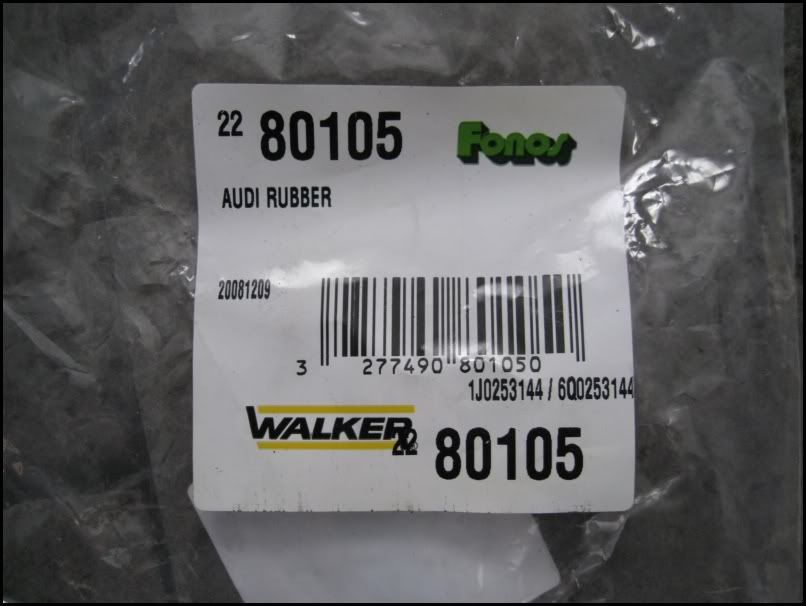 22 80105 Fonos
AUDI RUBBER
20081209
3 277490 801050
1J0253144 / 6Q0253144
WALKER
22 80105